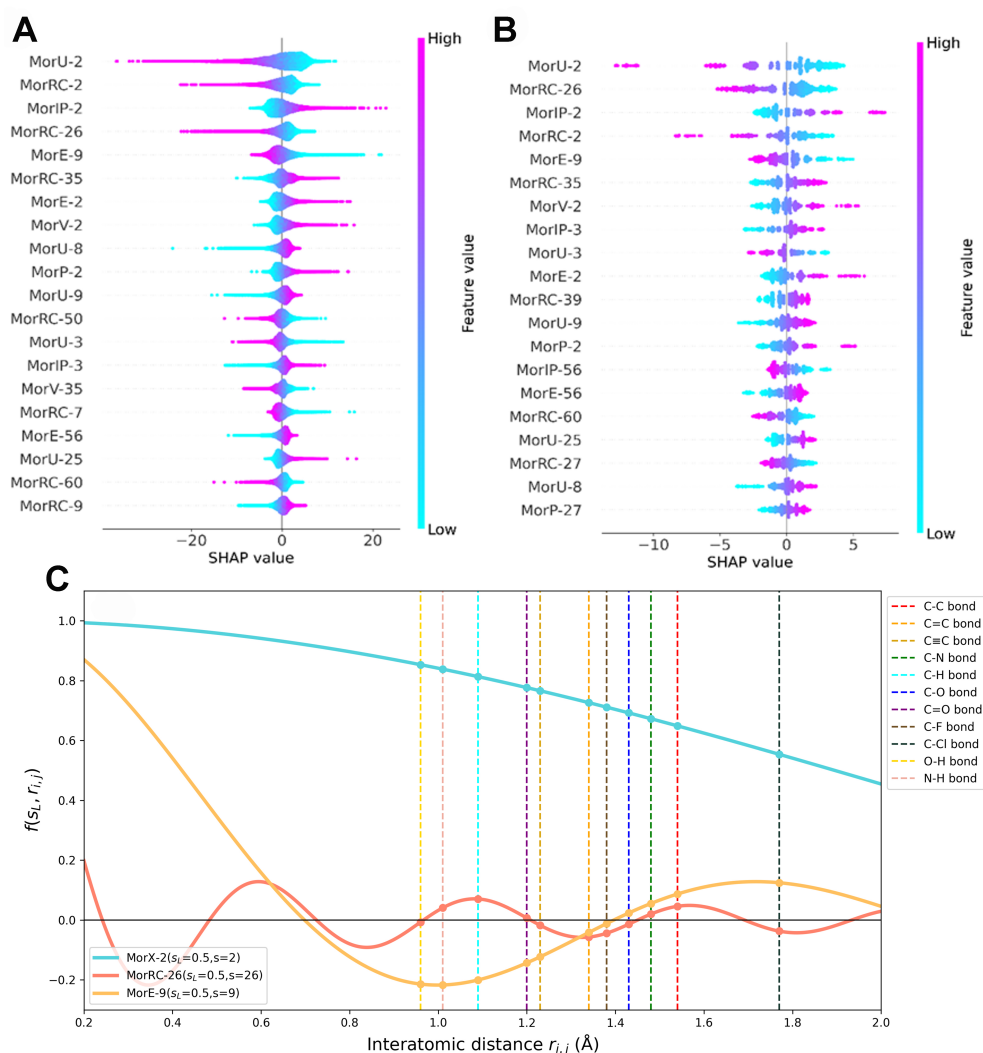 A
High
MorU-2
MorRC-2
MorIP-2
MorRC-26
MorE-9
MorRC-35
MorE-2
MorV-2
MorU-8
MorP-2
MorU-9
MorRC-50
MorU-3
MorIP-3
MorV-35
MorRC-7
MorE-56
MorU-25
MorRC-60
MorRC-9
Feature value
Low
−20
0
20
SHAP value
B
High
MorU-2
MorRC-26
MorIP-2
MorRC-2
MorE-9
MorRC-35
MorV-2
MorIP-3
MorU-3
MorE-2
MorRC-39
MorU-9
MorP-2
MorIP-56
MorE-56
MorRC-60
MorU-25
MorRC-27
MorU-8
MorP-27
Feature value
Low
−10
−5
0
5
SHAP value
C
1.0
0.8
0.6
0.4
0.2
0.0
−0.2
f(s_L, r_{i,j})
MorX-2(s_L=0.5,s=2)
MorRC-26(s_L=0.5,s=26)
MorE-9(s_L=0.5,s=9)
C-C bond
C=C bond
C≡C bond
C-N bond
C-H bond
C-O bond
C=O bond
C-F bond
C-Cl bond
O-H bond
N-H bond
0.2
0.4
0.6
0.8
1.0
1.2
1.4
1.6
1.8
2.0
Interatomic distance r_{i,j} (Å)